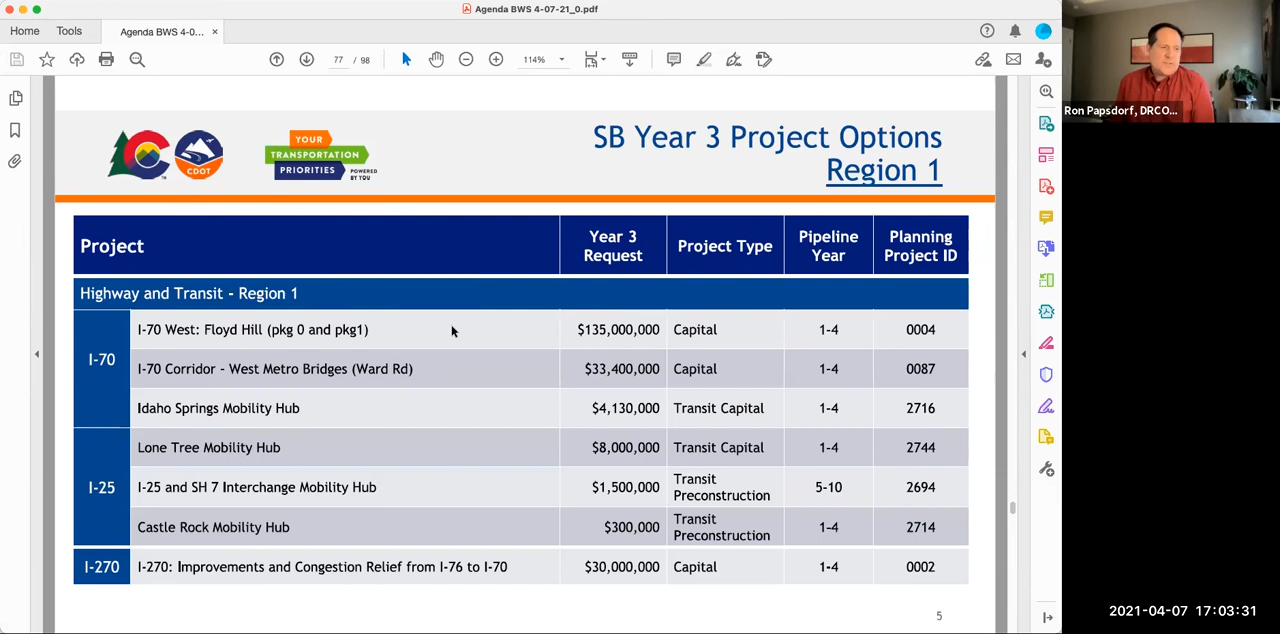 Agenda BWS 4-07-21_0.pdf
Home Tools Agenda BWS 4-0... ×
77 / 98 114%
Ron Papsdorf, DRCO...
CDOT
YOUR
TRANSPORTATION
PRIORITIES POWERED BY YOU
SB Year 3 Project Options
Region 1
Project Year 3 Request Project Type Pipeline Year Planning Project ID
Highway and Transit - Region 1
I-70
I-70 West: Floyd Hill (pkg 0 and pkg1) $135,000,000 Capital 1-4 0004
I-70 Corridor - West Metro Bridges (Ward Rd) $33,400,000 Capital 1-4 0087
Idaho Springs Mobility Hub $4,130,000 Transit Capital 1-4 2716
I-25
Lone Tree Mobility Hub $8,000,000 Transit Capital 1-4 2744
I-25 and SH 7 Interchange Mobility Hub $1,500,000 Transit Preconstruction 5-10 2694
Castle Rock Mobility Hub $300,000 Transit Preconstruction 1-4 2714
I-270 I-270: Improvements and Congestion Relief from I-76 to I-70 $30,000,000 Capital 1-4 0002
5
2021-04-07 17:03:31